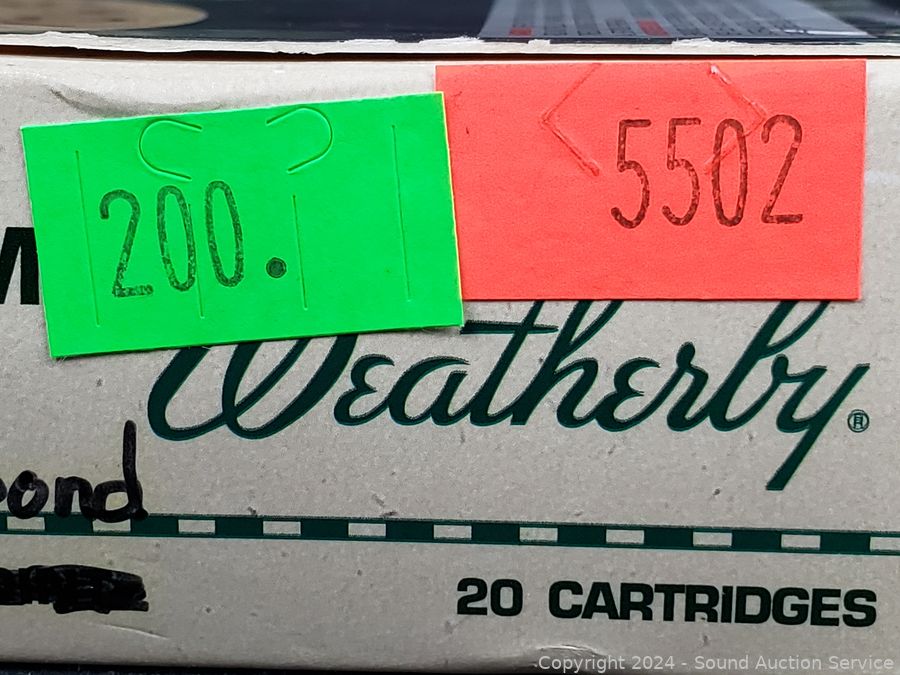 200.
5502
Weatherby®
20 CARTRIDGES
Copyright 2024 - Sound Auction Service